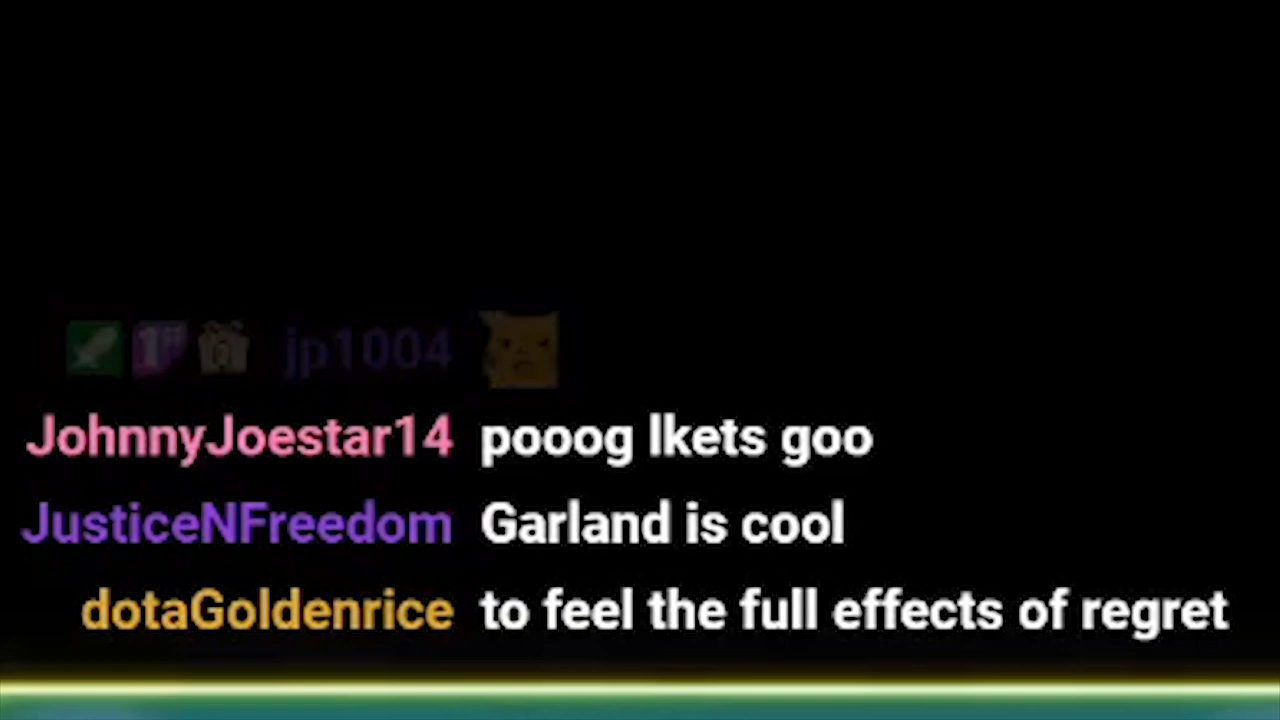 jp1004
JohnnyJoestar14 pooog lkets goo
JusticeNFreedom Garland is cool
dotaGoldenrice to feel the full effects of regret